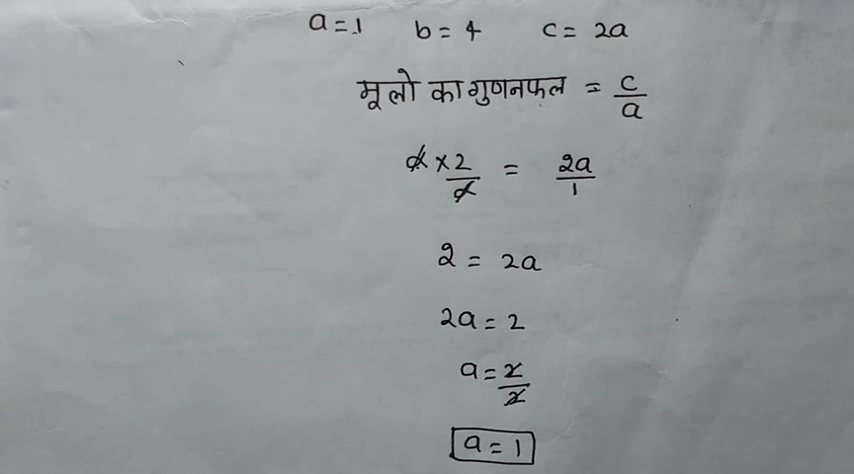 a = 1 b = 4 c = 2a
मूलो का गुणनफल = c/a
α × 2/α = 2a/1
2 = 2a
2a = 2
a = 2/2
a = 1